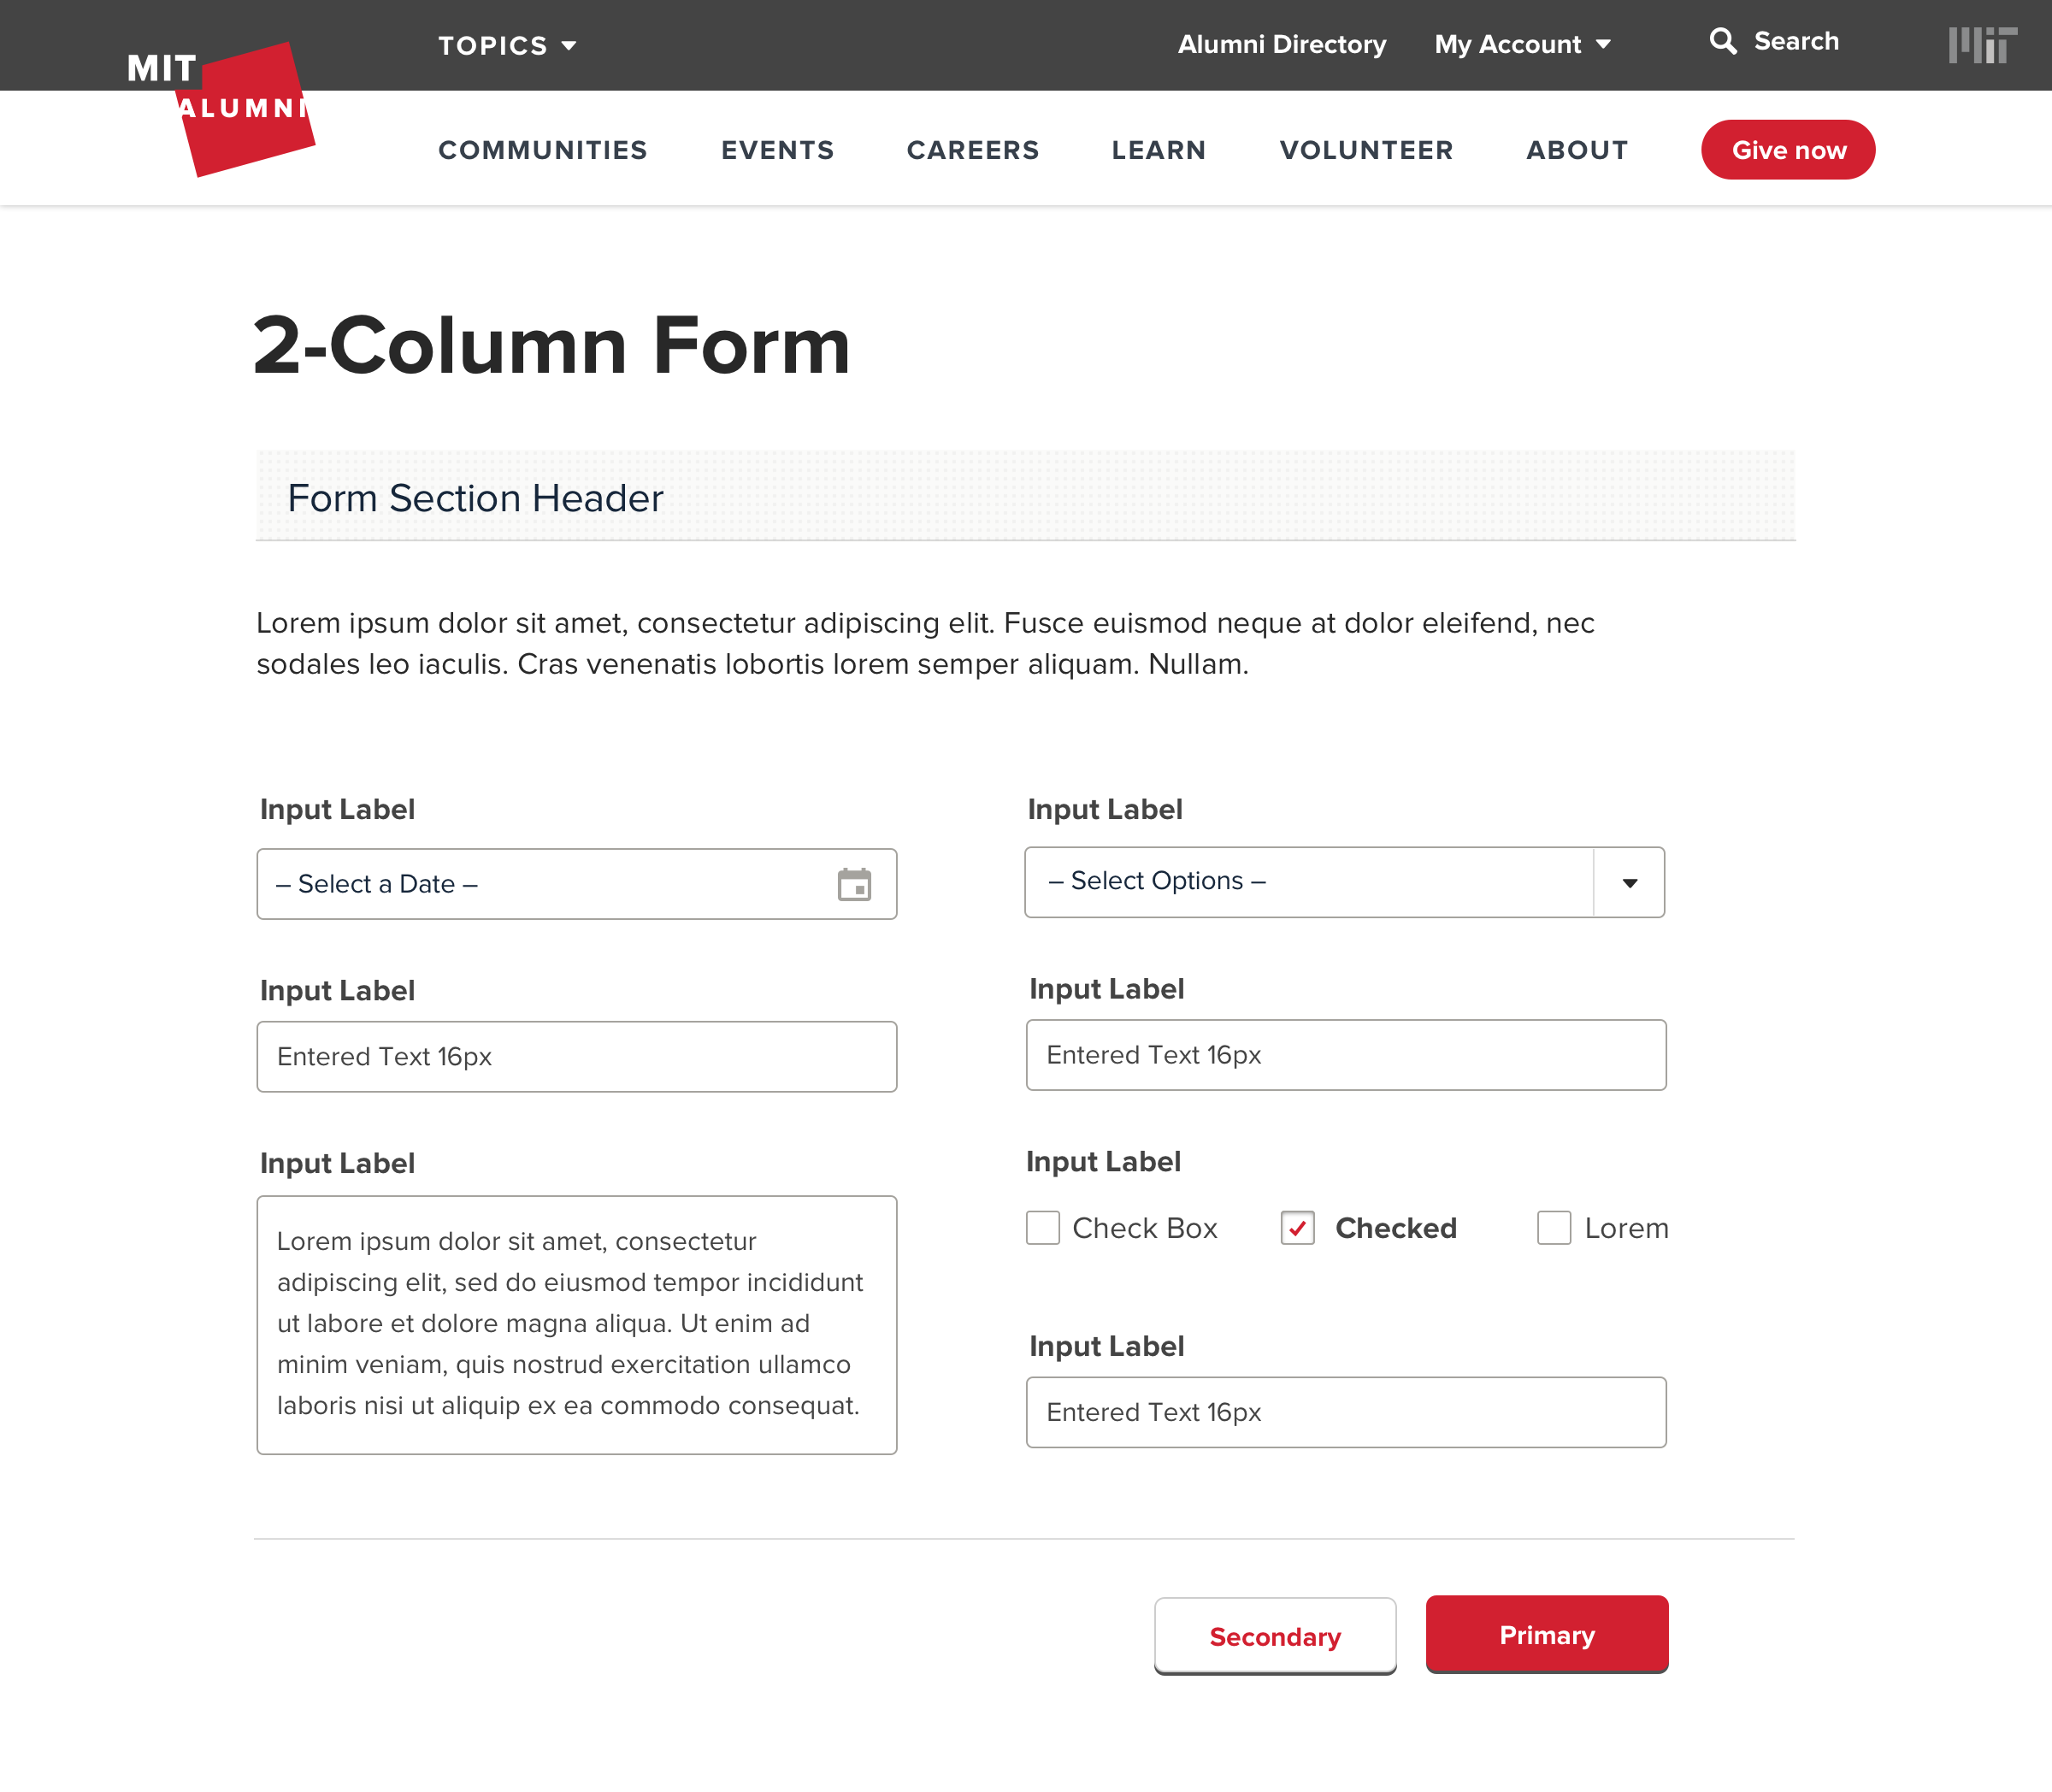 MIT
ALUMNI
TOPICS
Alumni Directory
My Account
Search
COMMUNITIES
EVENTS
CAREERS
LEARN
VOLUNTEER
ABOUT
Give now
2-Column Form
Form Section Header
Lorem ipsum dolor sit amet, consectetur adipiscing elit. Fusce euismod neque at dolor eleifend, nec
sodales leo iaculis. Cras venenatis lobortis lorem semper aliquam. Nullam.
Input Label
– Select a Date –
Input Label
– Select Options –
Input Label
Entered Text 16px
Input Label
Entered Text 16px
Input Label
Lorem ipsum dolor sit amet, consectetur
adipiscing elit, sed do eiusmod tempor incididunt
ut labore et dolore magna aliqua. Ut enim ad
minim veniam, quis nostrud exercitation ullamco
laboris nisi ut aliquip ex ea commodo consequat.
Input Label
Check Box
Checked
Lorem
Input Label
Entered Text 16px
Secondary
Primary